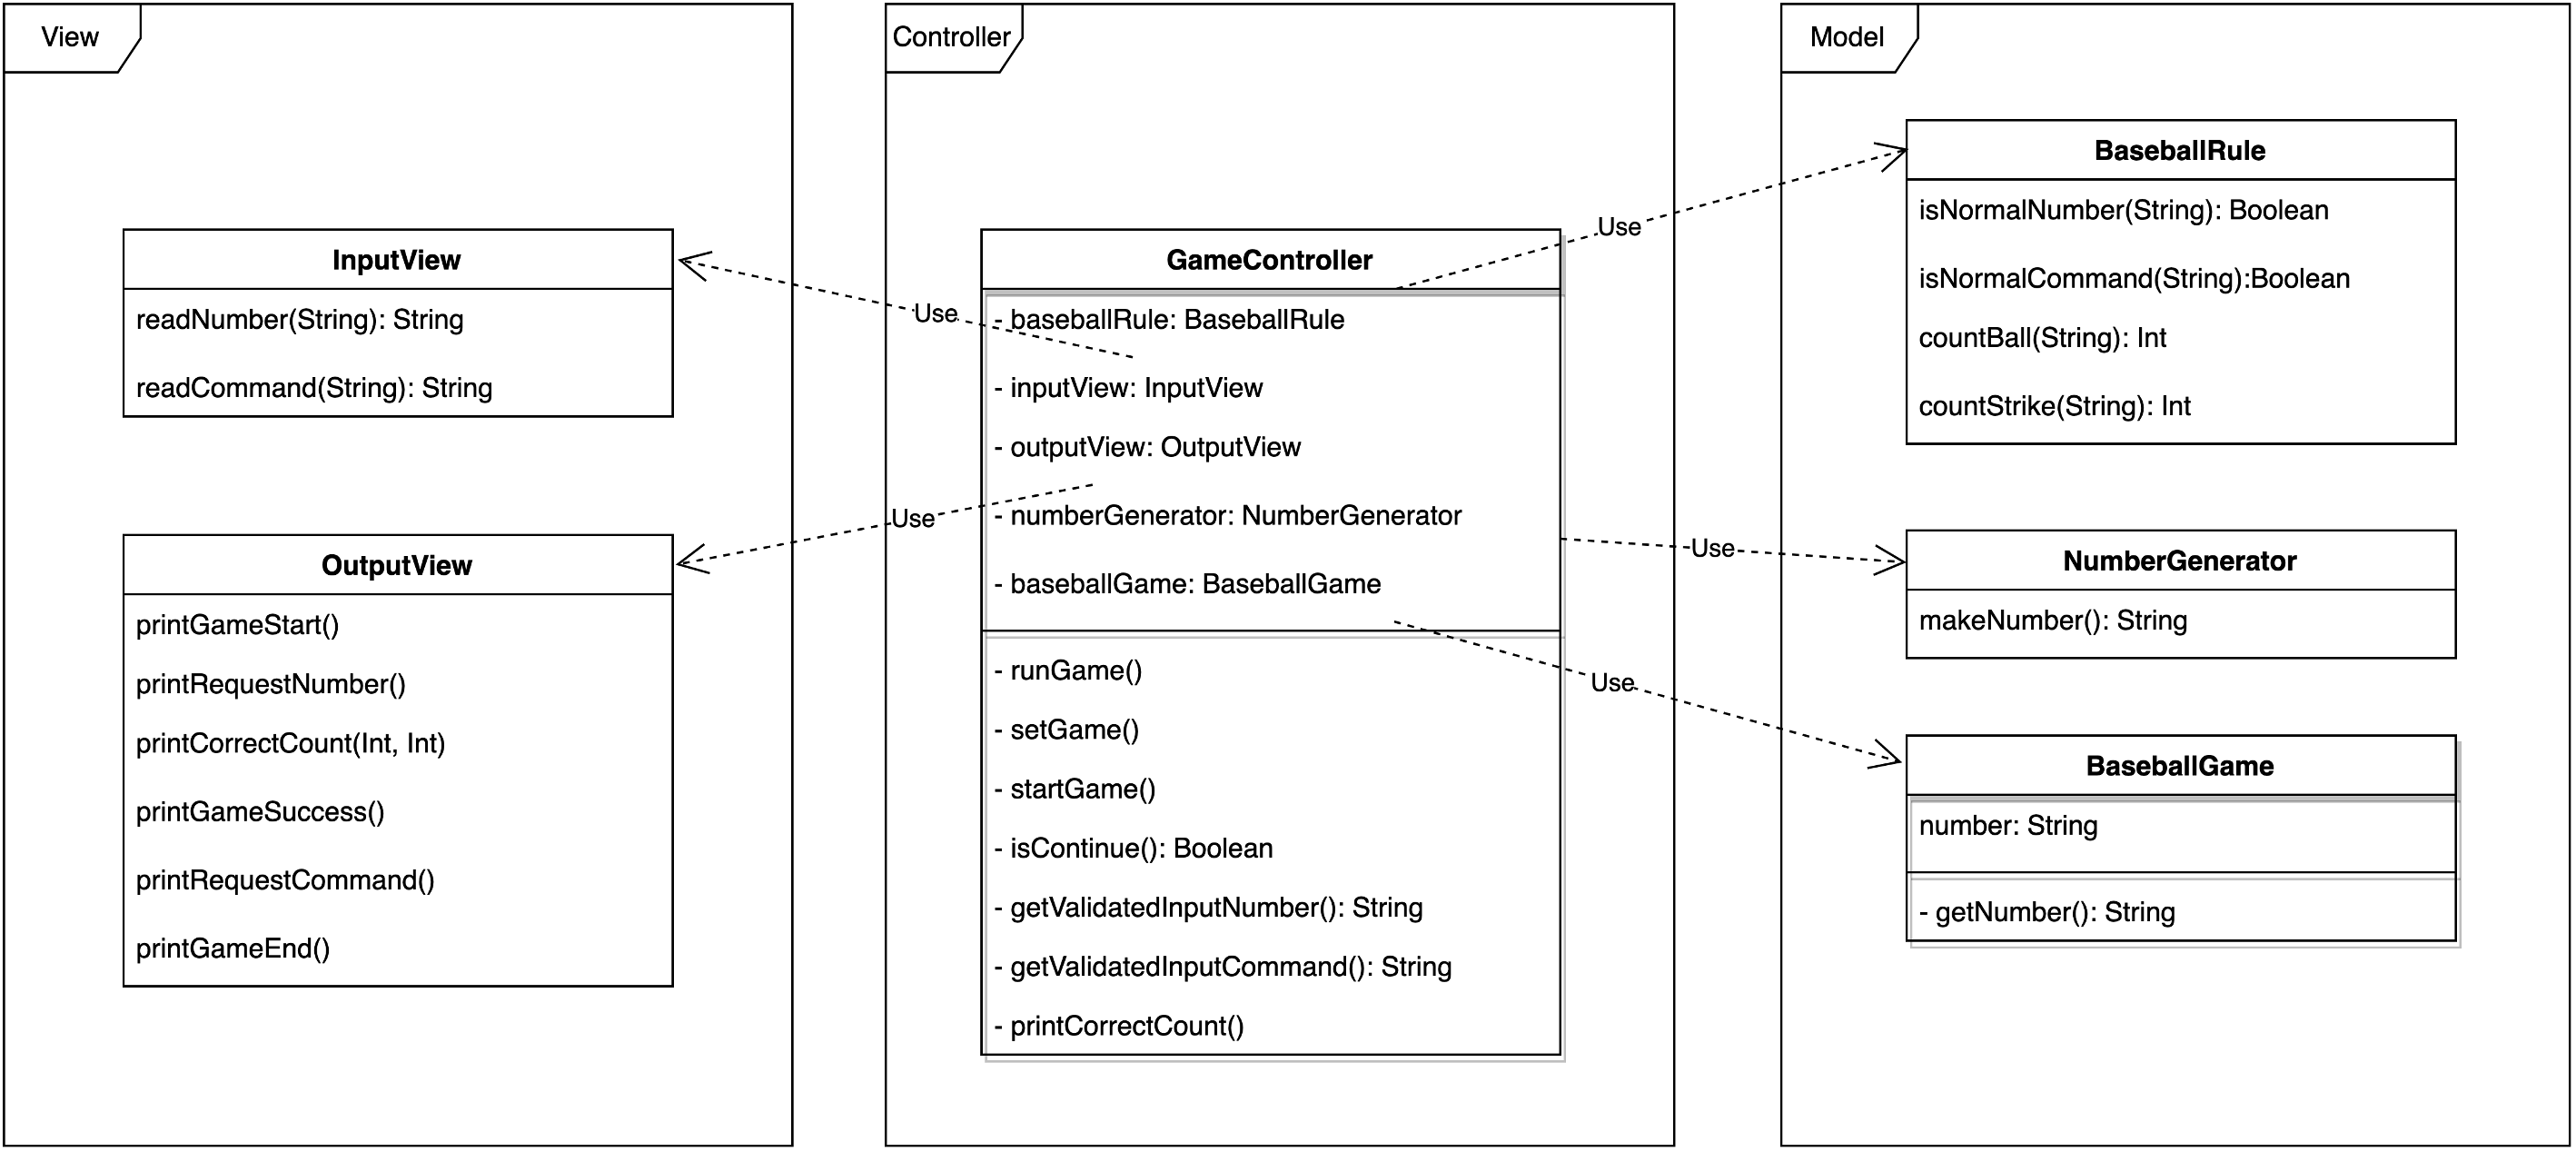 View
InputView
readNumber(String): String
readCommand(String): String
OutputView
printGameStart()
printRequestNumber()
printCorrectCount(Int, Int)
printGameSuccess()
printRequestCommand()
printGameEnd()
Use
Use
Controller
GameController
- baseballRule: BaseballRule
- inputView: InputView
- outputView: OutputView
- numberGenerator: NumberGenerator
- baseballGame: BaseballGame
- runGame()
- setGame()
- startGame()
- isContinue(): Boolean
- getValidatedInputNumber(): String
- getValidatedInputCommand(): String
- printCorrectCount()
Use
Use
Use
Model
BaseballRule
isNormalNumber(String): Boolean
isNormalCommand(String):Boolean
countBall(String): Int
countStrike(String): Int
NumberGenerator
makeNumber(): String
BaseballGame
number: String
- getNumber(): String